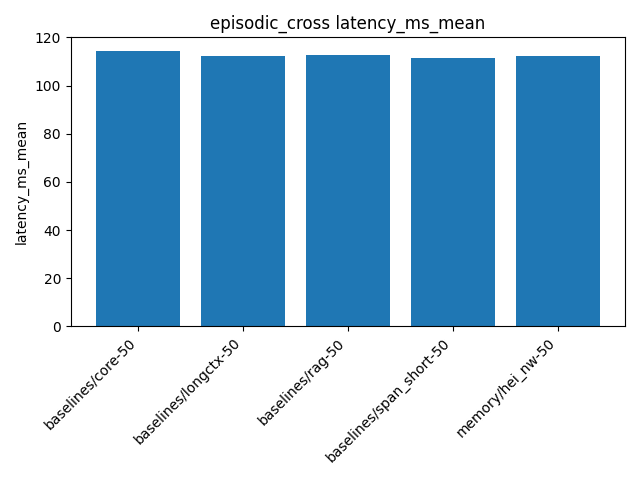 episodic_cross latency_ms_mean
latency_ms_mean
120
100
80
60
40
20
0
baselines/core-50
baselines/longctx-50
baselines/rag-50
baselines/span_short-50
memory/hei_nw-50